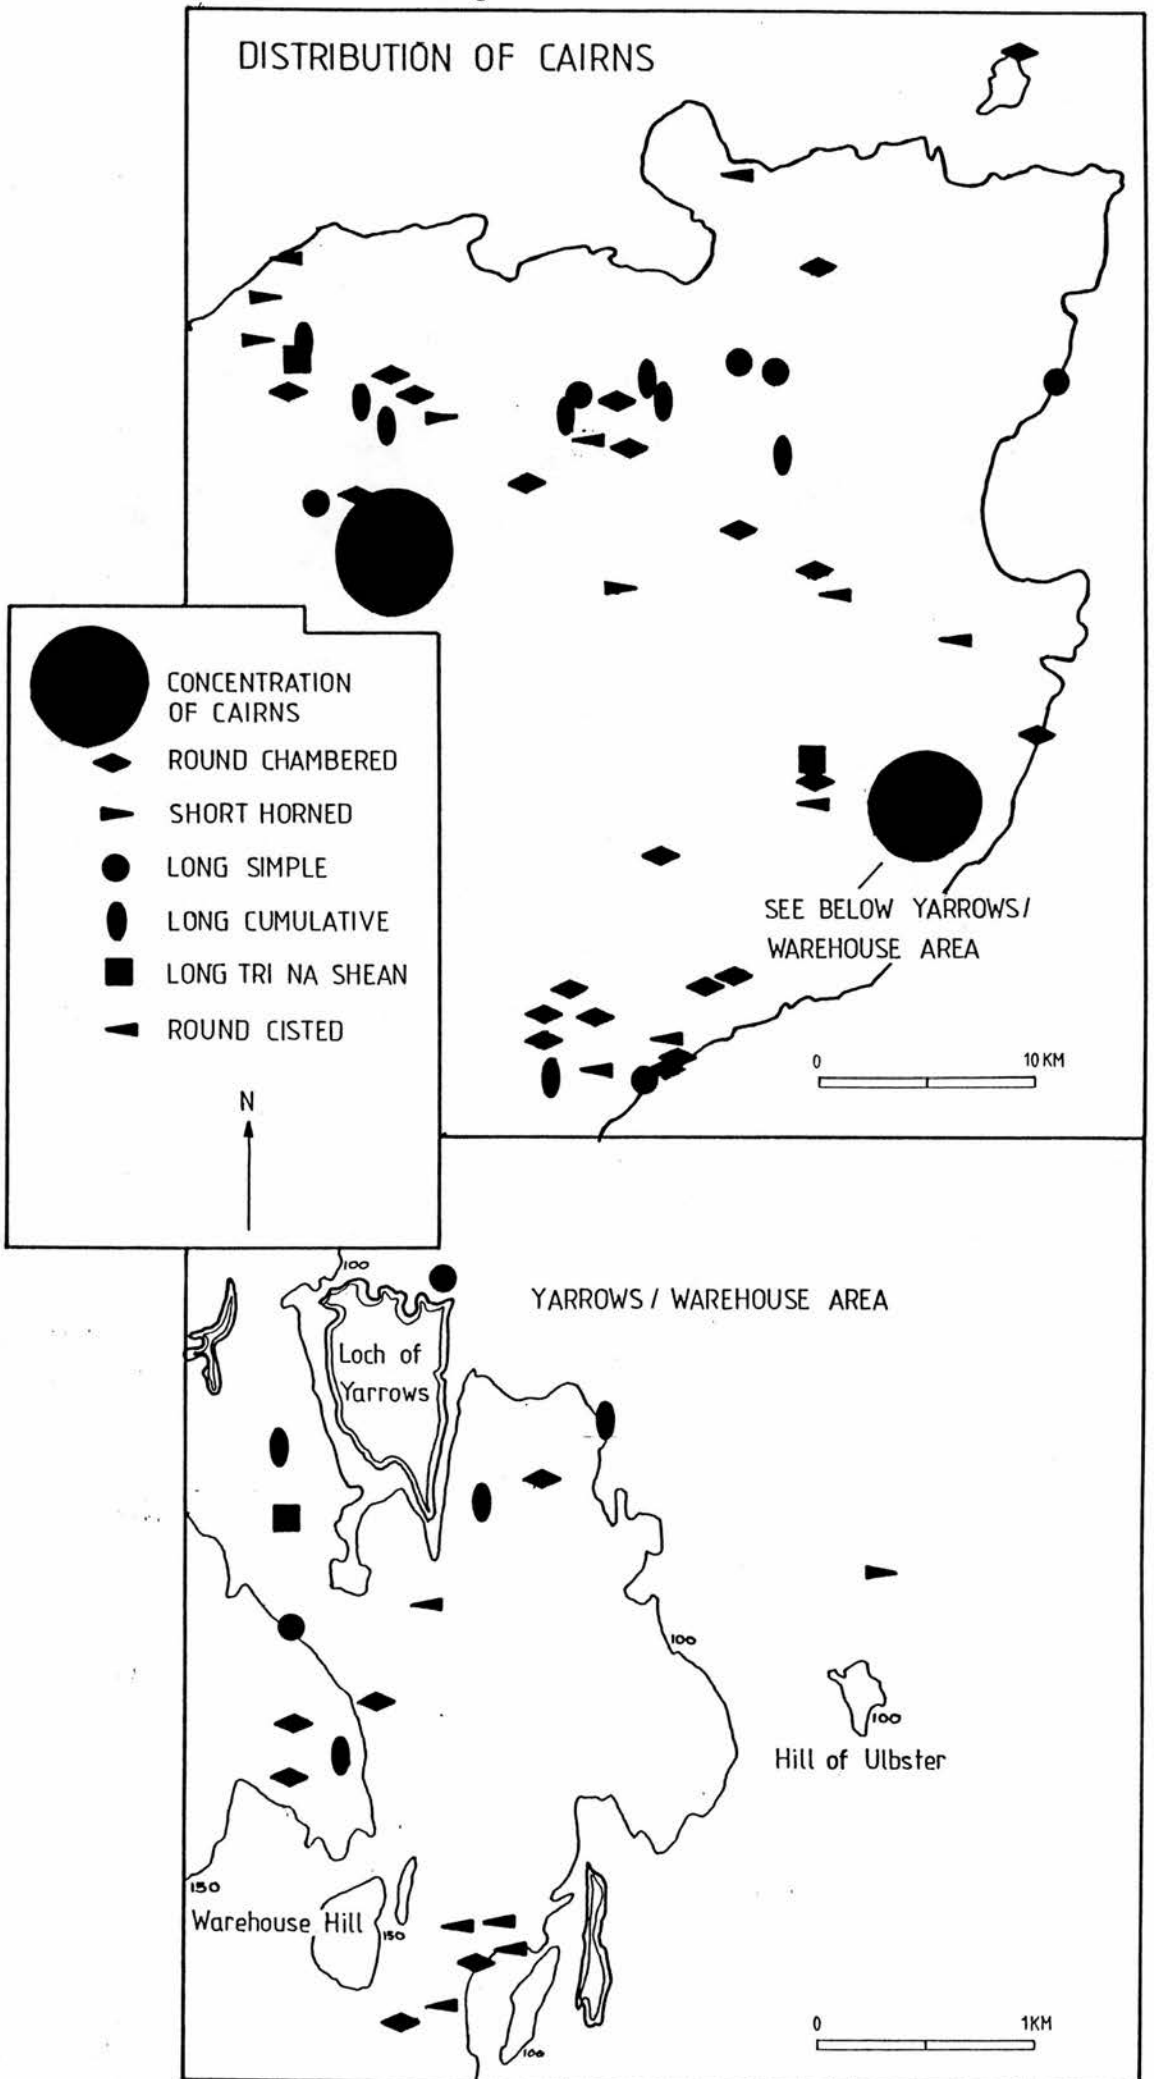 DISTRIBUTION OF CAIRNS
CONCENTRATION
OF CAIRNS
ROUND CHAMBERED
SHORT HORNED
LONG SIMPLE
LONG CUMULATIVE
LONG TRI NA SHEAN
ROUND CISTED
N
SEE BELOW YARROWS/
WAREHOUSE AREA
0 10 KM
YARROWS / WAREHOUSE AREA
100
Loch of
Yarrows
100
100
Hill of Ulbster
150
Warehouse Hill
150
100
0 1KM